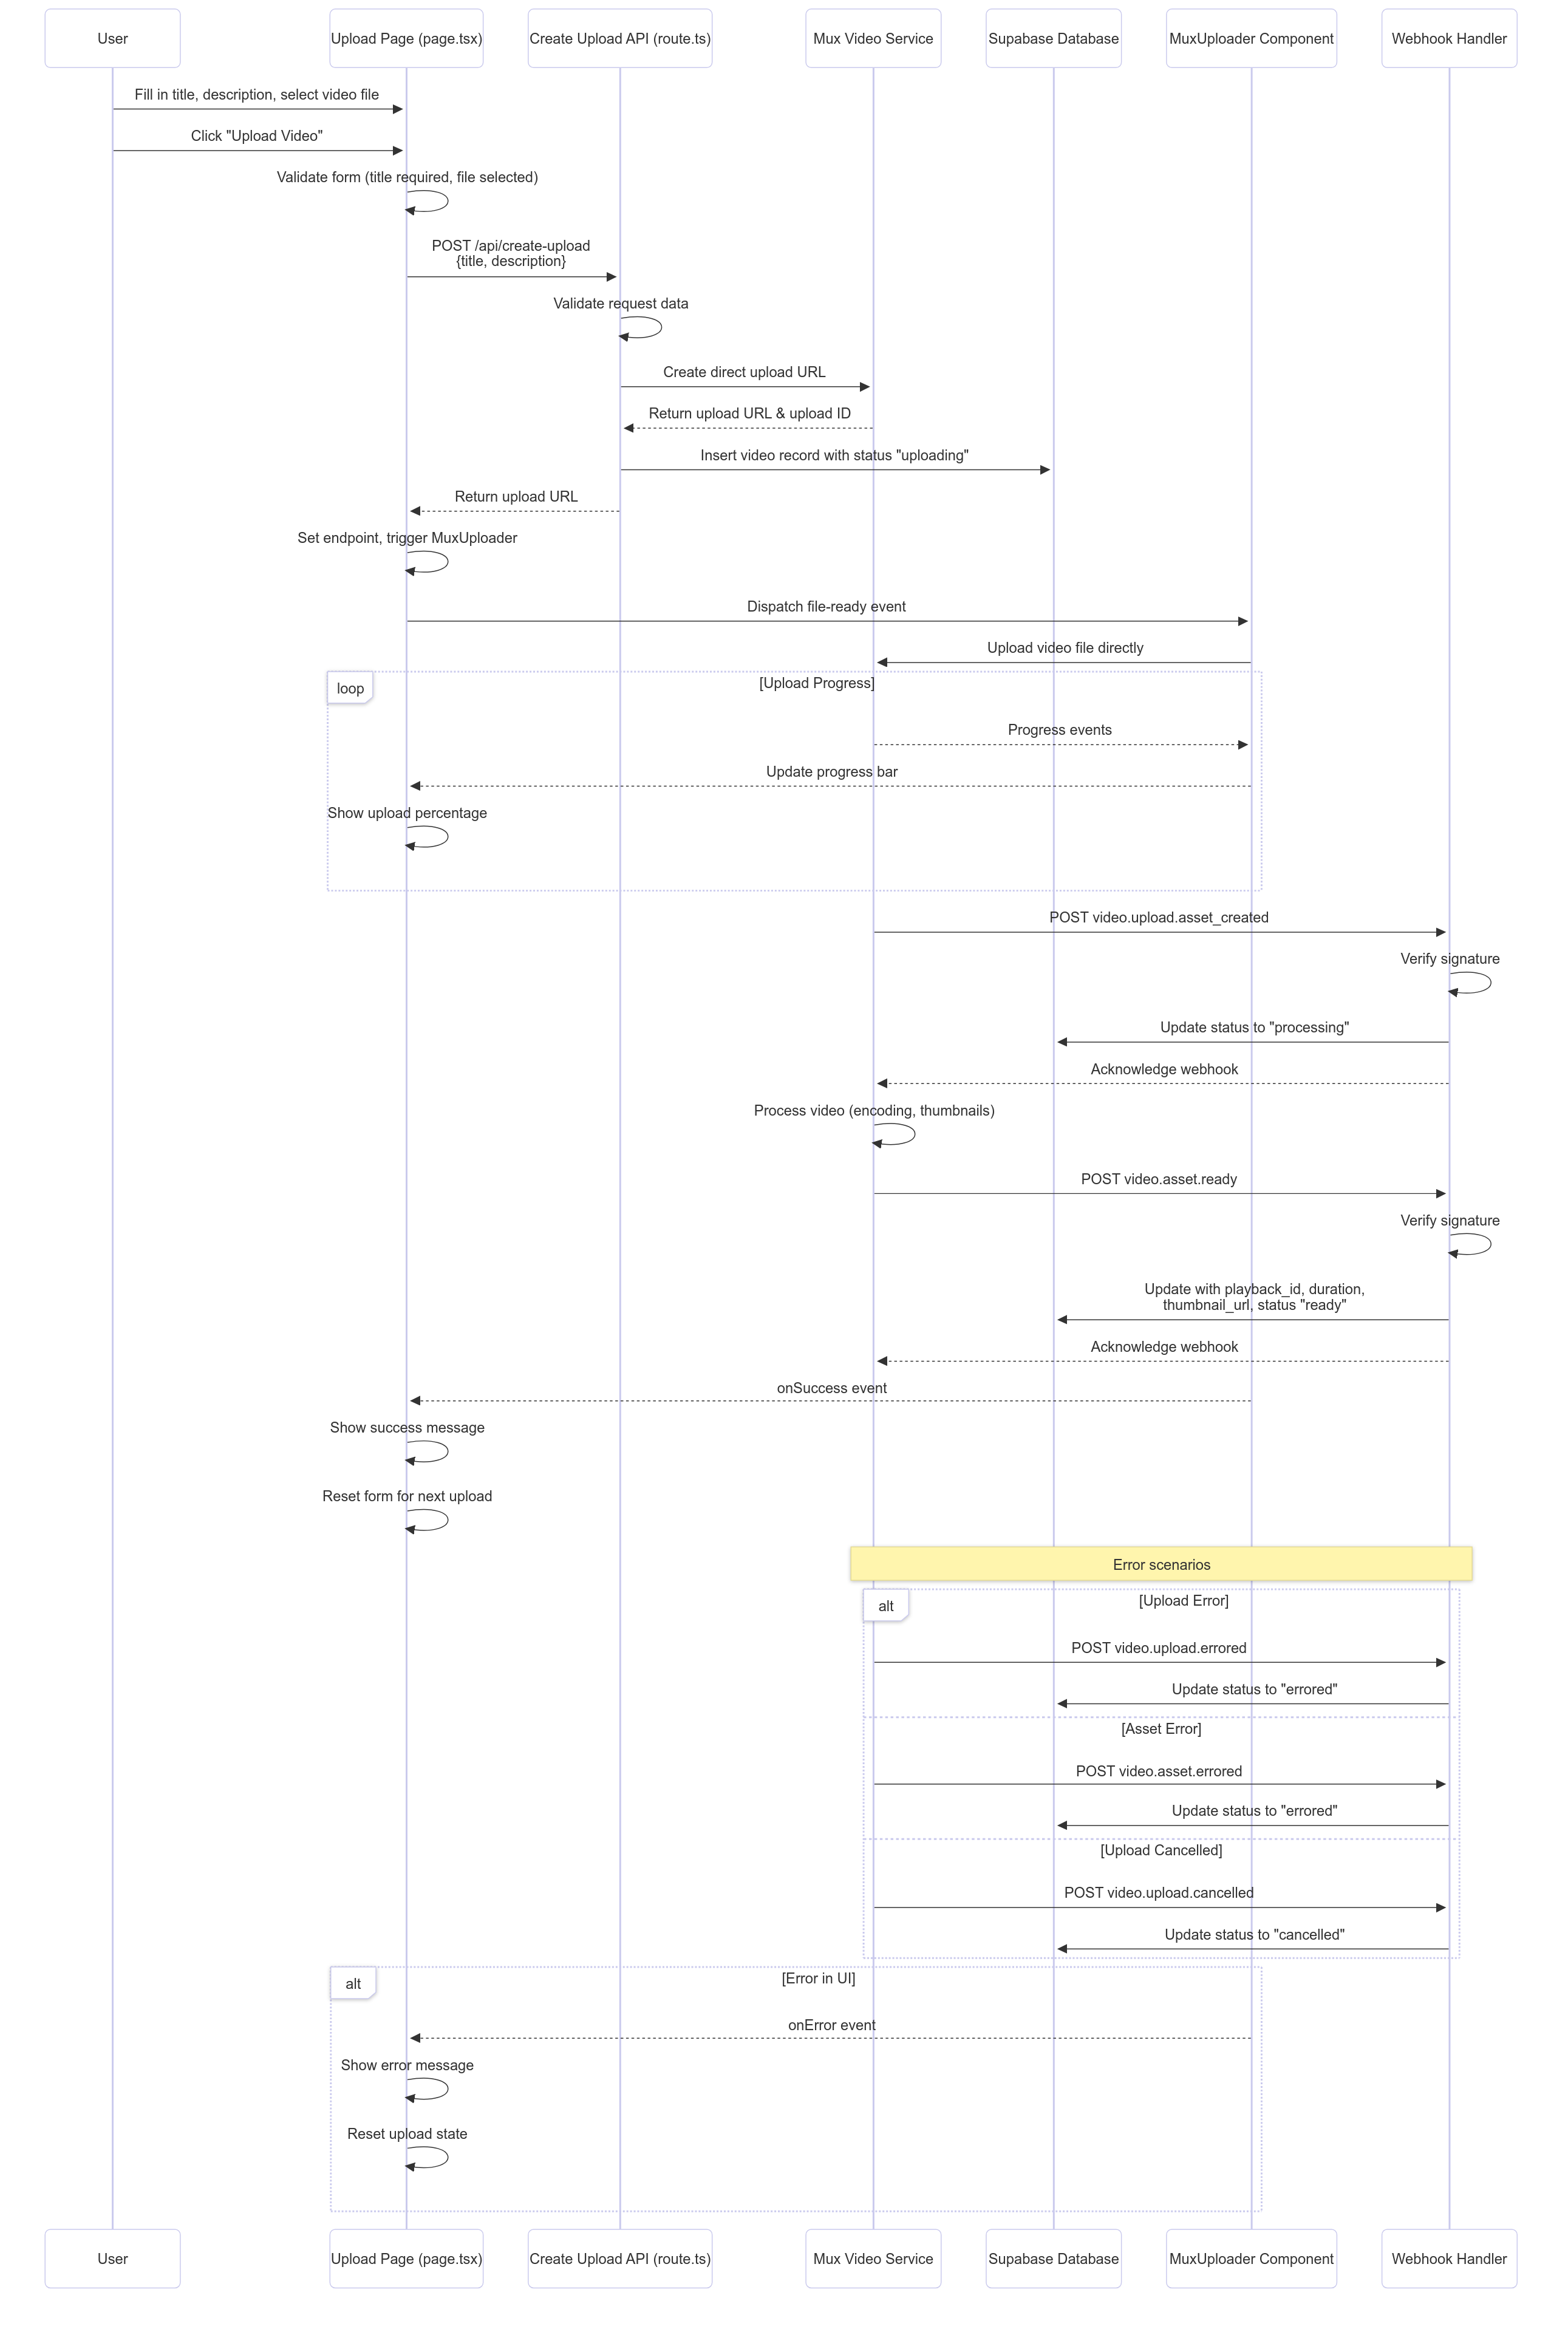 User
Upload Page (page.tsx)
Create Upload API (route.ts)
Mux Video Service
Supabase Database
MuxUploader Component
Webhook Handler
Fill in title, description, select video file
Click "Upload Video"
Validate form (title required, file selected)
POST /api/create-upload
{title, description}
Validate request data
Create direct upload URL
Return upload URL & upload ID
Insert video record with status "uploading"
Return upload URL
Set endpoint, trigger MuxUploader
Dispatch file-ready event
Upload video file directly
loop
[Upload Progress]
Progress events
Update progress bar
Show upload percentage
POST video.upload.asset_created
Verify signature
Update status to "processing"
Acknowledge webhook
Process video (encoding, thumbnails)
POST video.asset.ready
Verify signature
Update with playback_id, duration,
thumbnail_url, status "ready"
Acknowledge webhook
onSuccess event
Show success message
Reset form for next upload
Error scenarios
alt
[Upload Error]
POST video.upload.errored
Update status to "errored"
[Asset Error]
POST video.asset.errored
Update status to "errored"
[Upload Cancelled]
POST video.upload.cancelled
Update status to "cancelled"
alt
[Error in UI]
onError event
Show error message
Reset upload state
User
Upload Page (page.tsx)
Create Upload API (route.ts)
Mux Video Service
Supabase Database
MuxUploader Component
Webhook Handler